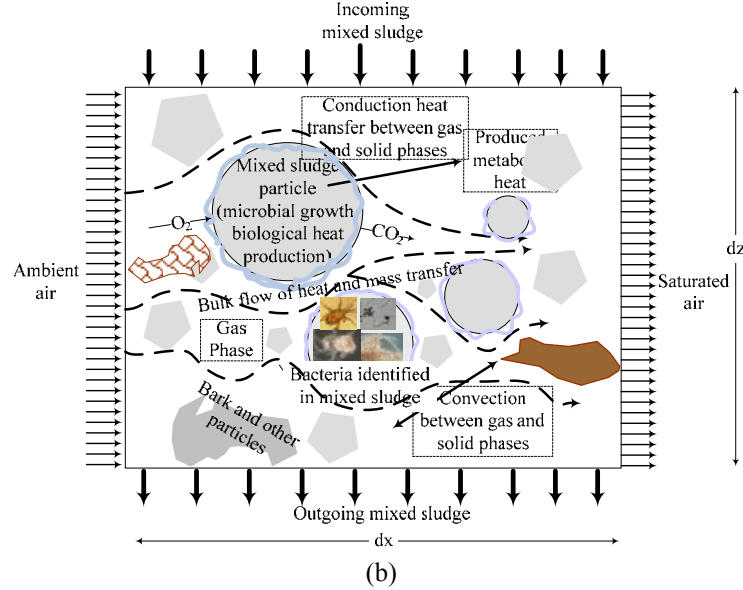 Incoming
mixed sludge
Conduction heat
transfer between gas
and solid phases
Produced
metabo
heat
Mixed sludge
particle
(microbial growth
biological heat
production)
O2
CO2
dz
Ambient
air
Saturated
air
Bulk flow of heat and mass transfer
Gas
Phase
Bacteria identified
in mixed sludge
Bark and other
particles
Convection
between gas and
solid phases
Outgoing mixed sludge
dx
(b)